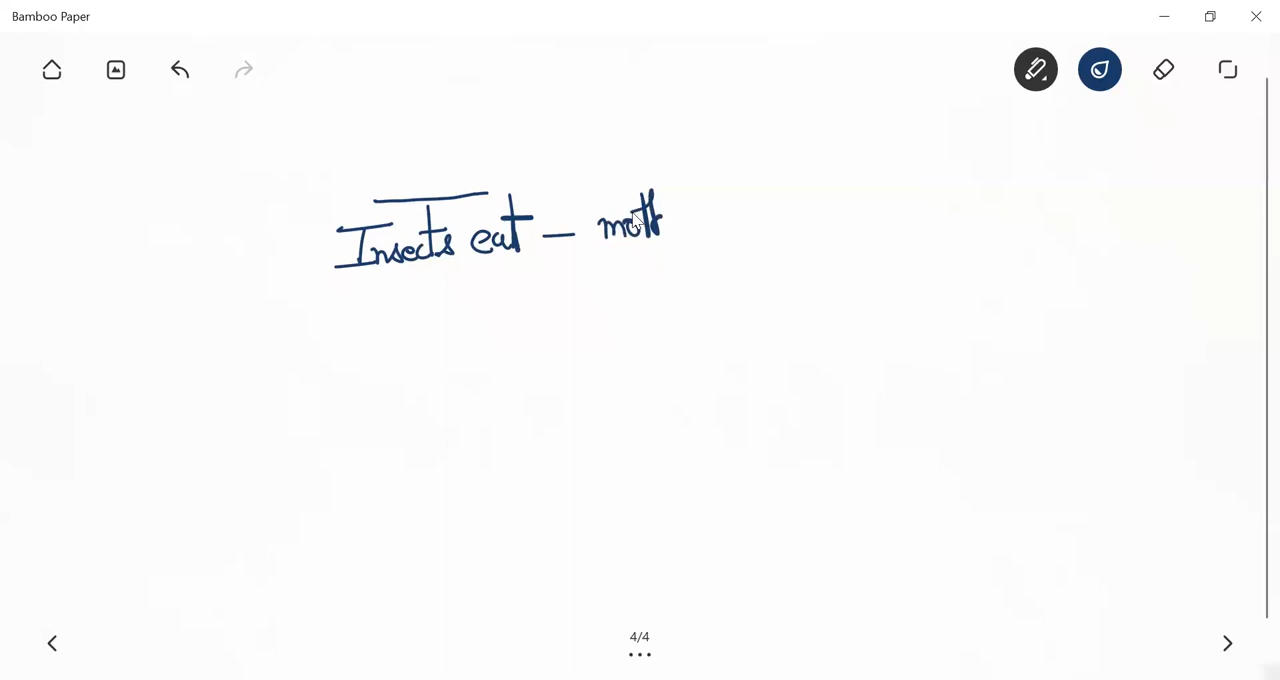 Bamboo Paper
Insects eat — moth
4/4